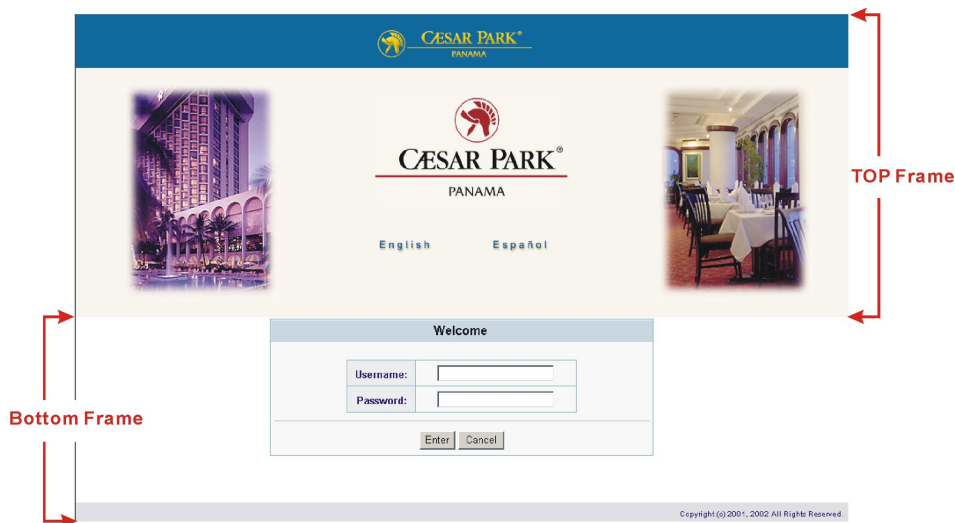 CÆSAR PARK®
PANAMA
CÆSAR PARK®
PANAMA
English Español
TOP Frame
Welcome
Username:
Password:
Bottom Frame
Enter Cancel
Copyright (c) 2001, 2002 All Rights Reserved.